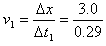 v₁ = Δx / Δt₁ = 3.0 / 0.29